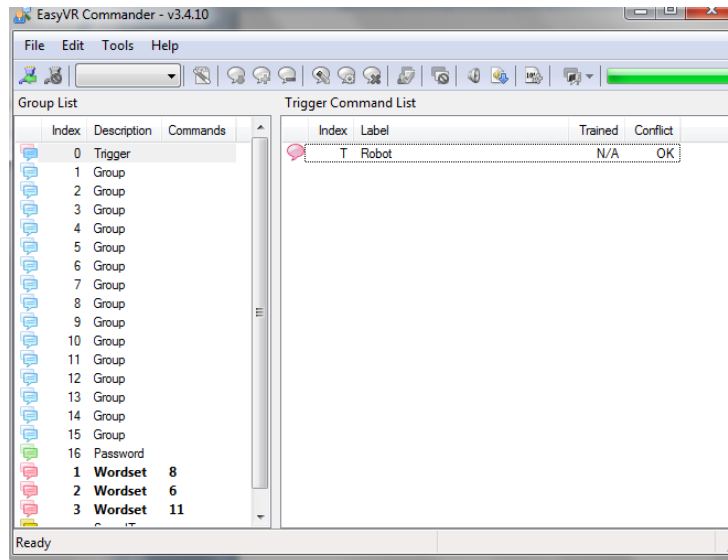 EasyVR Commander - v3.4.10
File Edit Tools Help
Group List
Trigger Command List
Index Description Commands
Index Label Trained Conflict
0 Trigger
T Robot N/A OK
1 Group
2 Group
3 Group
4 Group
5 Group
6 Group
7 Group
8 Group
9 Group
10 Group
11 Group
12 Group
13 Group
14 Group
15 Group
16 Password
1 Wordset 8
2 Wordset 6
3 Wordset 11
Ready